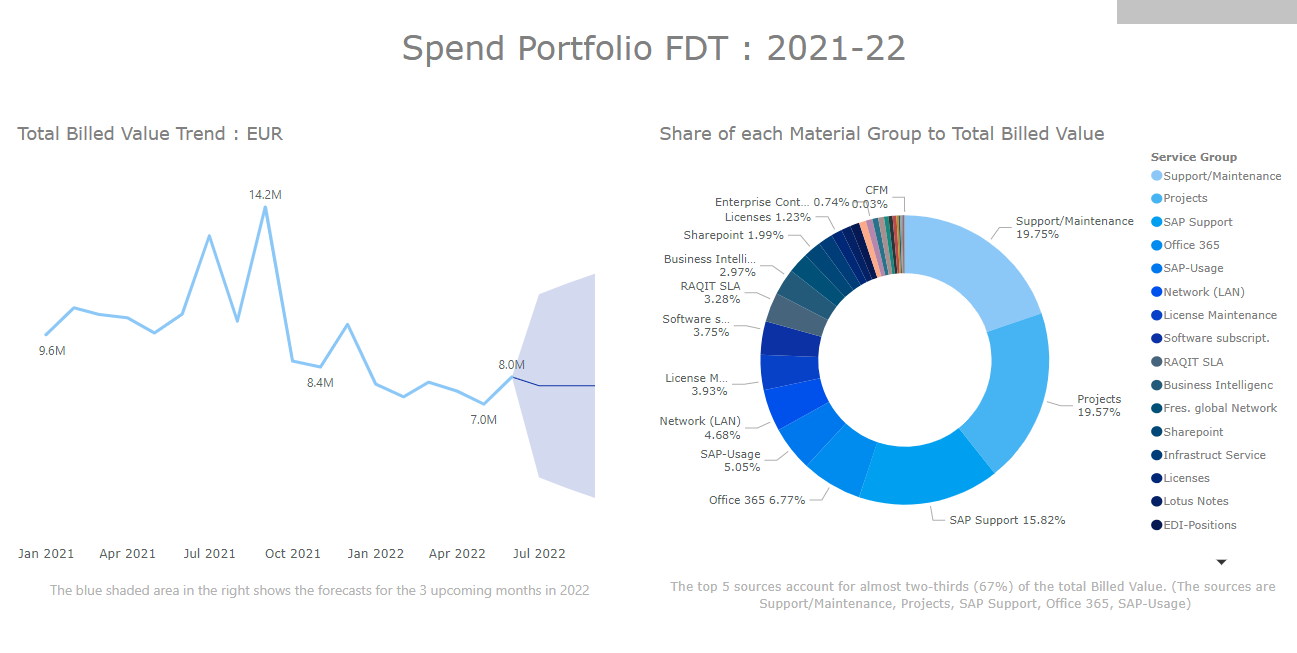 Spend Portfolio FDT : 2021-22
Total Billed Value Trend : EUR
14.2M
9.6M
8.4M
8.0M
7.0M
Jan 2021
Apr 2021
Jul 2021
Oct 2021
Jan 2022
Apr 2022
Jul 2022
The blue shaded area in the right shows the forecasts for the 3 upcoming months in 2022
Share of each Material Group to Total Billed Value
CFM
0.03%
Enterprise Cont... 0.74%
Licenses 1.23%
Sharepoint 1.99%
Business Intelli...
2.97%
RAQIT SLA
3.28%
Software s...
3.75%
License M...
3.93%
Network (LAN)
4.68%
SAP-Usage
5.05%
Office 365 6.77%
SAP Support 15.82%
Projects
19.57%
Support/Maintenance
19.75%
Service Group
Support/Maintenance
Projects
SAP Support
Office 365
SAP-Usage
Network (LAN)
License Maintenance
Software subscript.
RAQIT SLA
Business Intelligenc
Fres. global Network
Sharepoint
Infrastruct Service
Licenses
Lotus Notes
EDI-Positions
The top 5 sources account for almost two-thirds (67%) of the total Billed Value. (The sources are
Support/Maintenance, Projects, SAP Support, Office 365, SAP-Usage)